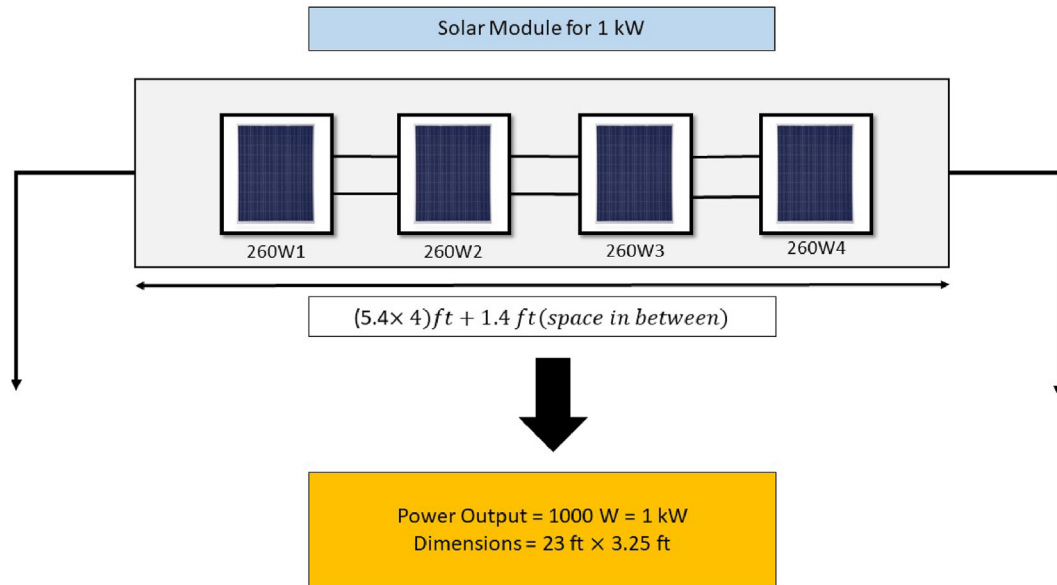 Solar Module for 1 kW
260W1
260W2
260W3
260W4
(5.4× 4)ft + 1.4 ft(space in between)
Power Output = 1000 W = 1 kW
Dimensions = 23 ft × 3.25 ft